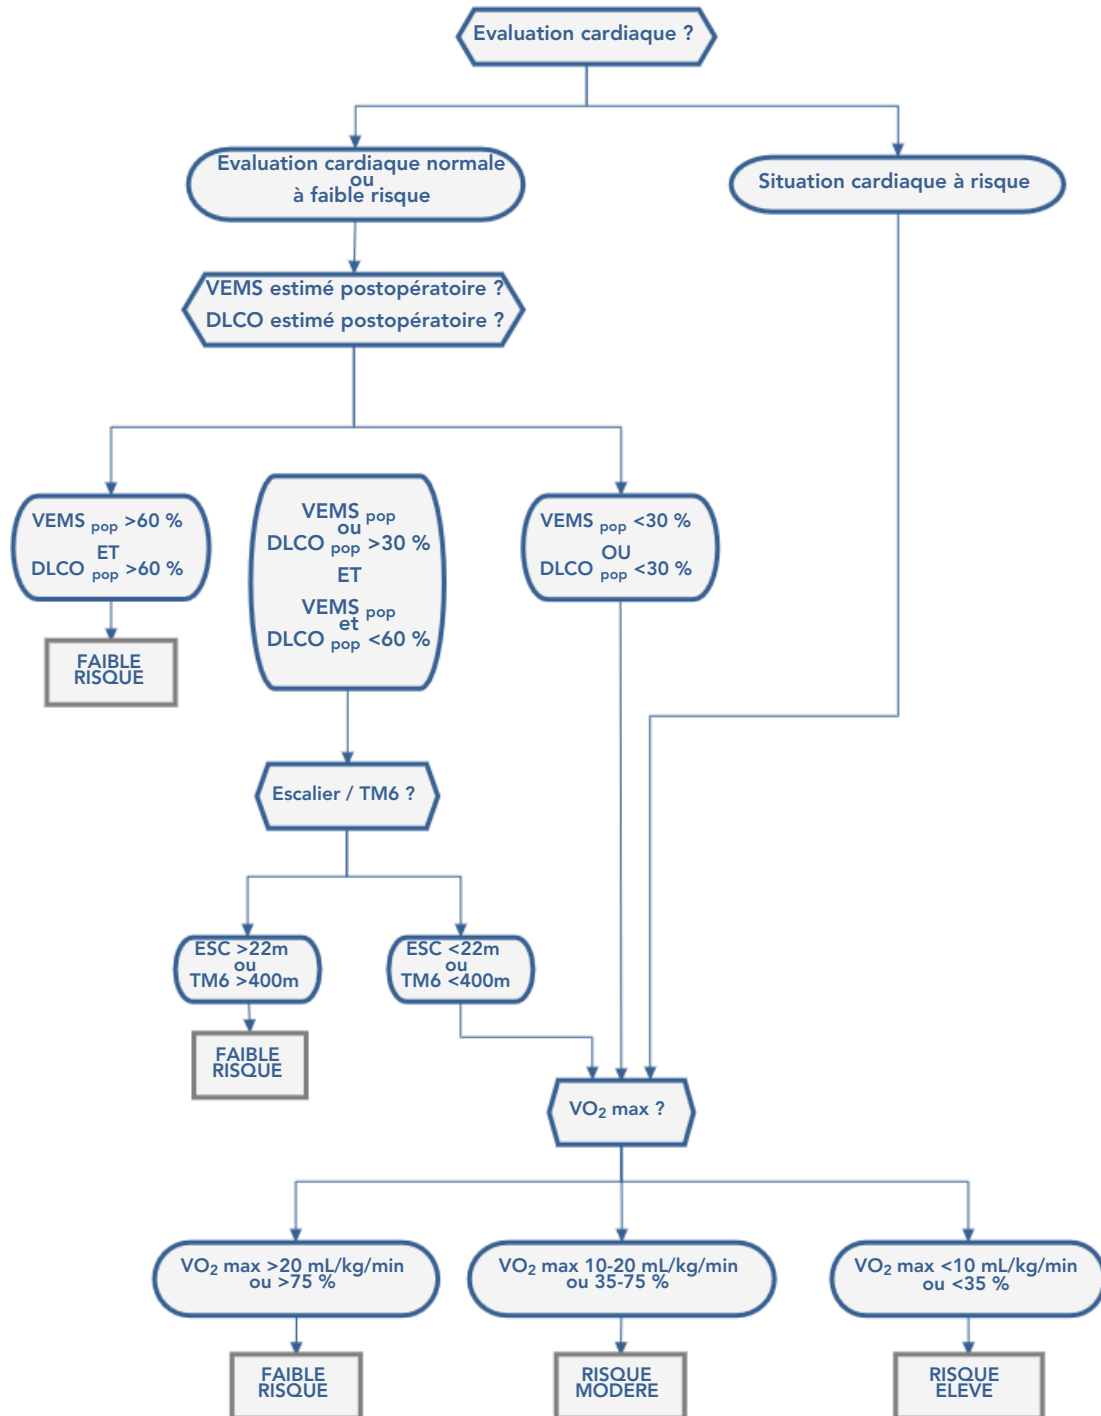 Evaluation cardiaque ?
Evaluation cardiaque normale
ou
à faible risque
Situation cardiaque à risque
VEMS estimé postopératoire ?
DLCO estimé postopératoire ?
VEMS pop >60 %
ET
DLCO pop >60 %
VEMS pop
ou
DLCO pop >30 %
ET
VEMS pop
et
DLCO pop <60 %
VEMS pop <30 %
OU
DLCO pop <30 %
FAIBLE
RISQUE
Escalier / TM6 ?
ESC >22m
ou
TM6 >400m
ESC <22m
ou
TM6 <400m
FAIBLE
RISQUE
VO2 max ?
VO2 max >20 mL/kg/min
ou >75 %
VO2 max 10-20 mL/kg/min
ou 35-75 %
VO2 max <10 mL/kg/min
ou <35 %
FAIBLE
RISQUE
RISQUE
MODERE
RISQUE
ELEVE